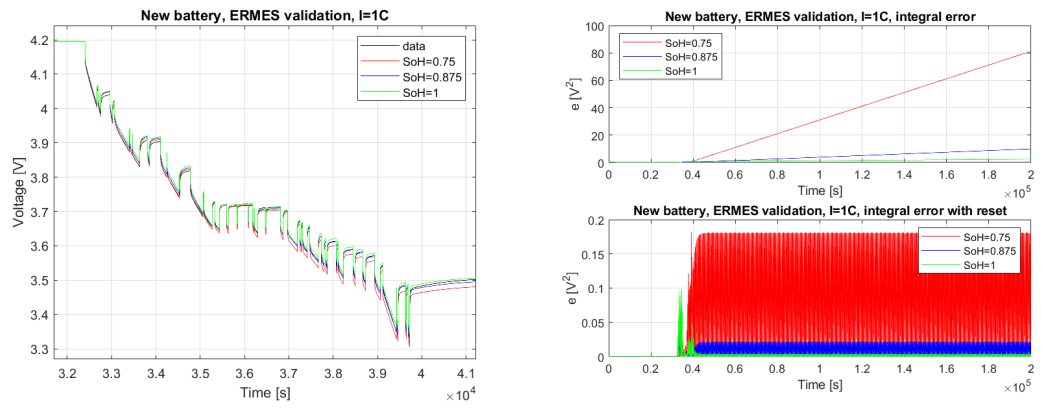 New battery, ERMES validation, I=1C
4.2
4.1
4
3.9
3.8
3.7
3.6
3.5
3.4
3.3
Voltage [V]
data
SoH=0.75
SoH=0.875
SoH=1
3.2 3.3 3.4 3.5 3.6 3.7 3.8 3.9 4 4.1
Time [s]
×10⁴
New battery, ERMES validation, I=1C, integral error
100
80
60
40
20
0
e [V²]
SoH=0.75
SoH=0.875
SoH=1
0 0.2 0.4 0.6 0.8 1 1.2 1.4 1.6 1.8 2
Time [s]
×10⁵
New battery, ERMES validation, I=1C, integral error with reset
0.2
0.15
0.1
0.05
0
e [V²]
SoH=0.75
SoH=0.875
SoH=1
0 0.2 0.4 0.6 0.8 1 1.2 1.4 1.6 1.8 2
Time [s]
×10⁵